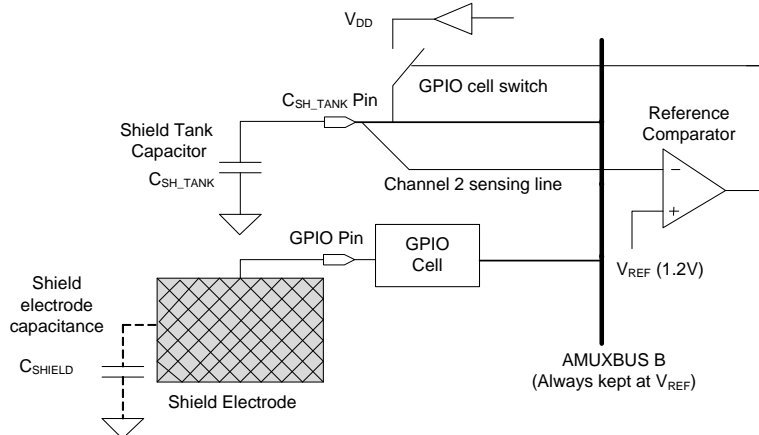 VDD
GPIO cell switch
CSH_TANK Pin
Reference
Comparator
Shield Tank
Capacitor
CSH_TANK
Channel 2 sensing line
−
+
GPIO Pin
GPIO
Cell
VREF (1.2V)
Shield
electrode
capacitance
CSHIELD
AMUXBUS B
(Always kept at VREF)
Shield Electrode